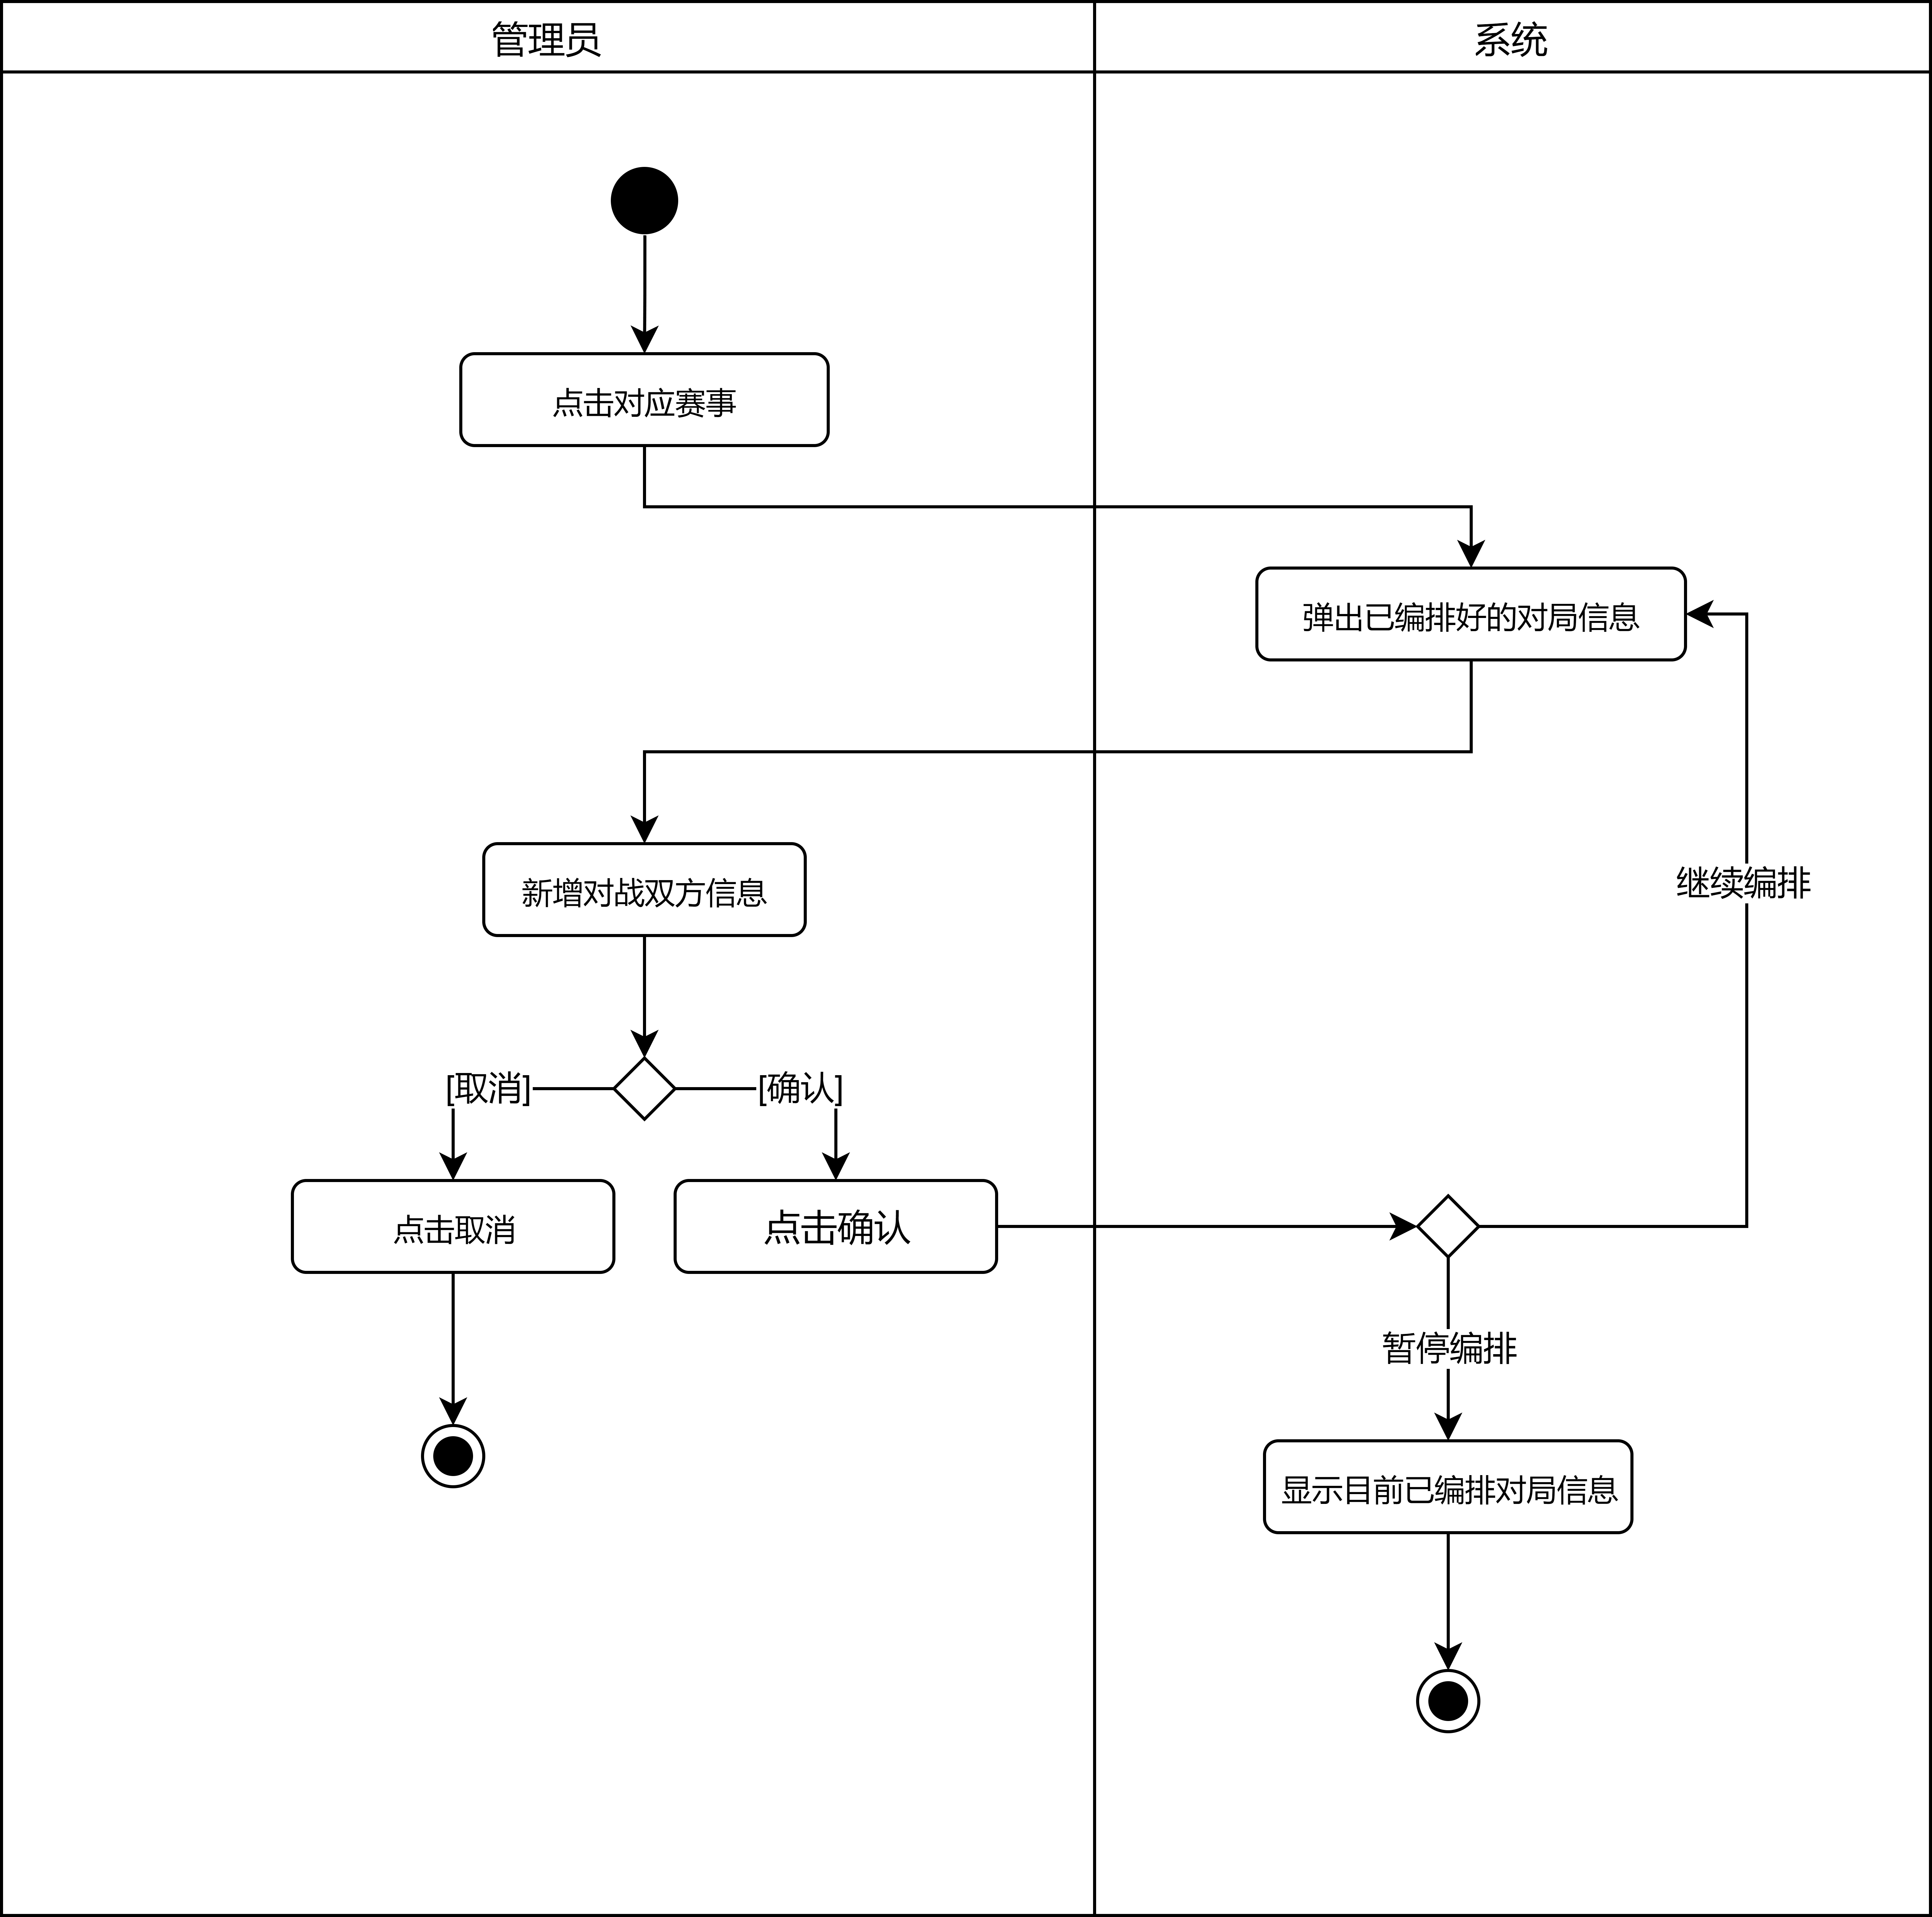 管理员
系统
点击对应赛事
弹出已编排好的对局信息
新增对战双方信息
继续编排
[取消]
[确认]
点击取消
点击确认
暂停编排
显示目前已编排对局信息